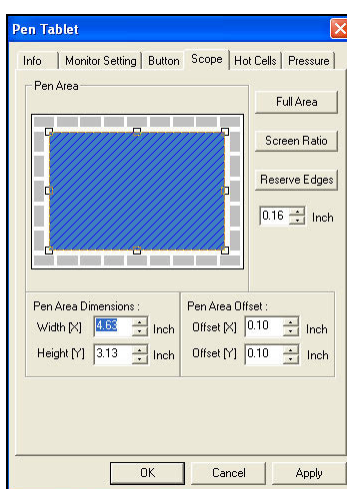 Pen Tablet
Info Monitor Setting Button Scope Hot Cells Pressure
Pen Area
Full Area
Screen Ratio
Reserve Edges
0.16 Inch
Pen Area Dimensions :
Width [X] 4.63 Inch
Height [Y] 3.13 Inch
Pen Area Offset :
Offset [X] 0.10 Inch
Offset [Y] 0.10 Inch
OK Cancel Apply